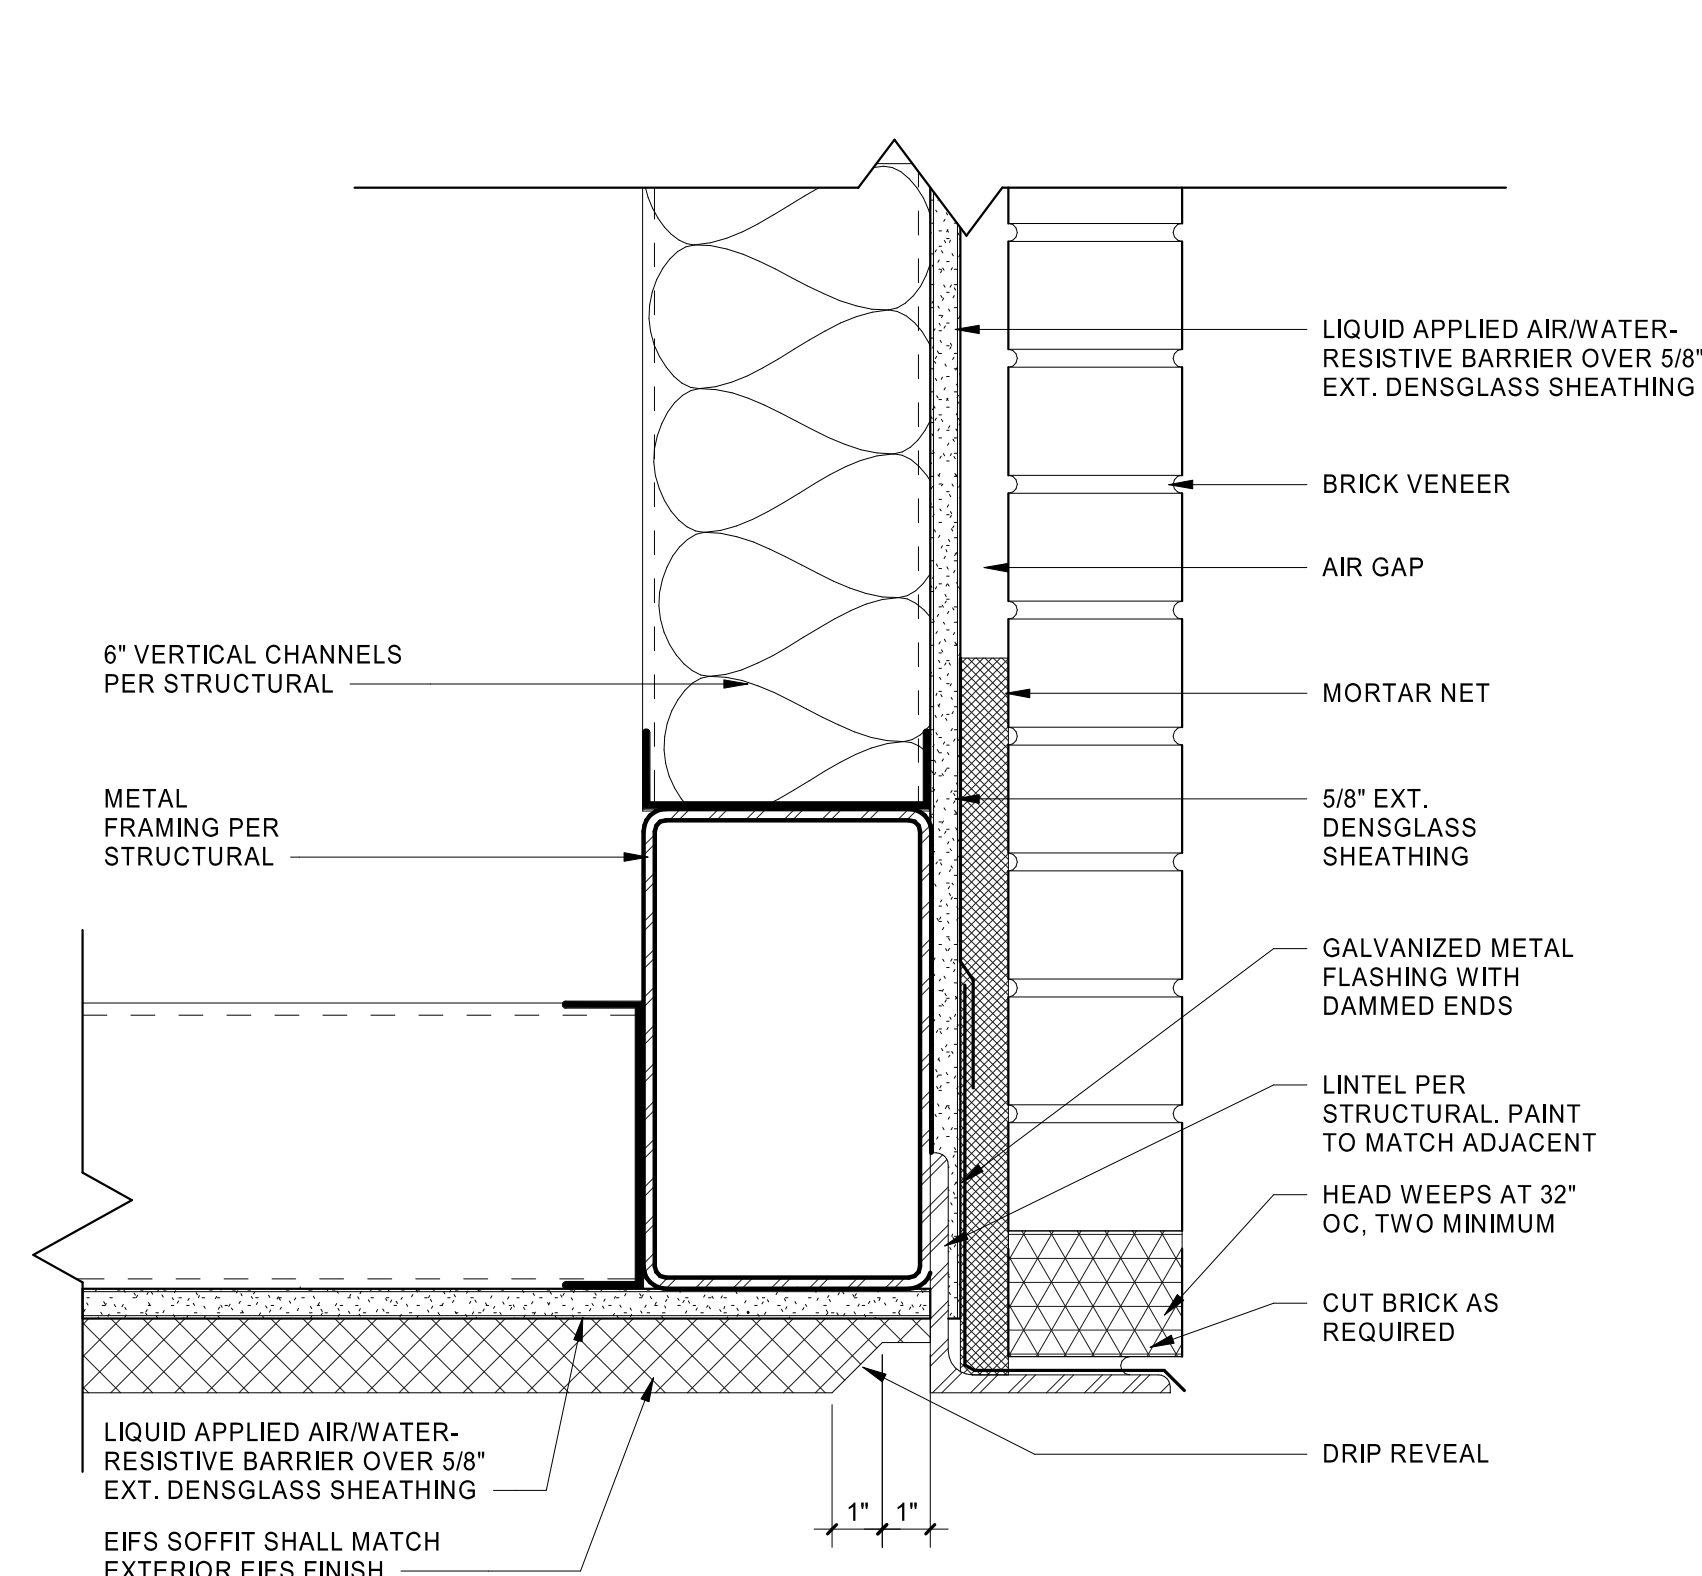 LIQUID APPLIED AIR/WATER-
RESISTIVE BARRIER OVER 5/8"
EXT. DENSGLASS SHEATHING
BRICK VENEER
AIR GAP
6" VERTICAL CHANNELS
PER STRUCTURAL
MORTAR NET
METAL
FRAMING PER
STRUCTURAL
5/8" EXT.
DENSGLASS
SHEATHING
GALVANIZED METAL
FLASHING WITH
DAMMED ENDS
LINTEL PER
STRUCTURAL. PAINT
TO MATCH ADJACENT
HEAD WEEPS AT 32"
OC, TWO MINIMUM
CUT BRICK AS
REQUIRED
LIQUID APPLIED AIR/WATER-
RESISTIVE BARRIER OVER 5/8"
EXT. DENSGLASS SHEATHING
DRIP REVEAL
1" 1"
EIFS SOFFIT SHALL MATCH
EXTERIOR EIFS FINISH